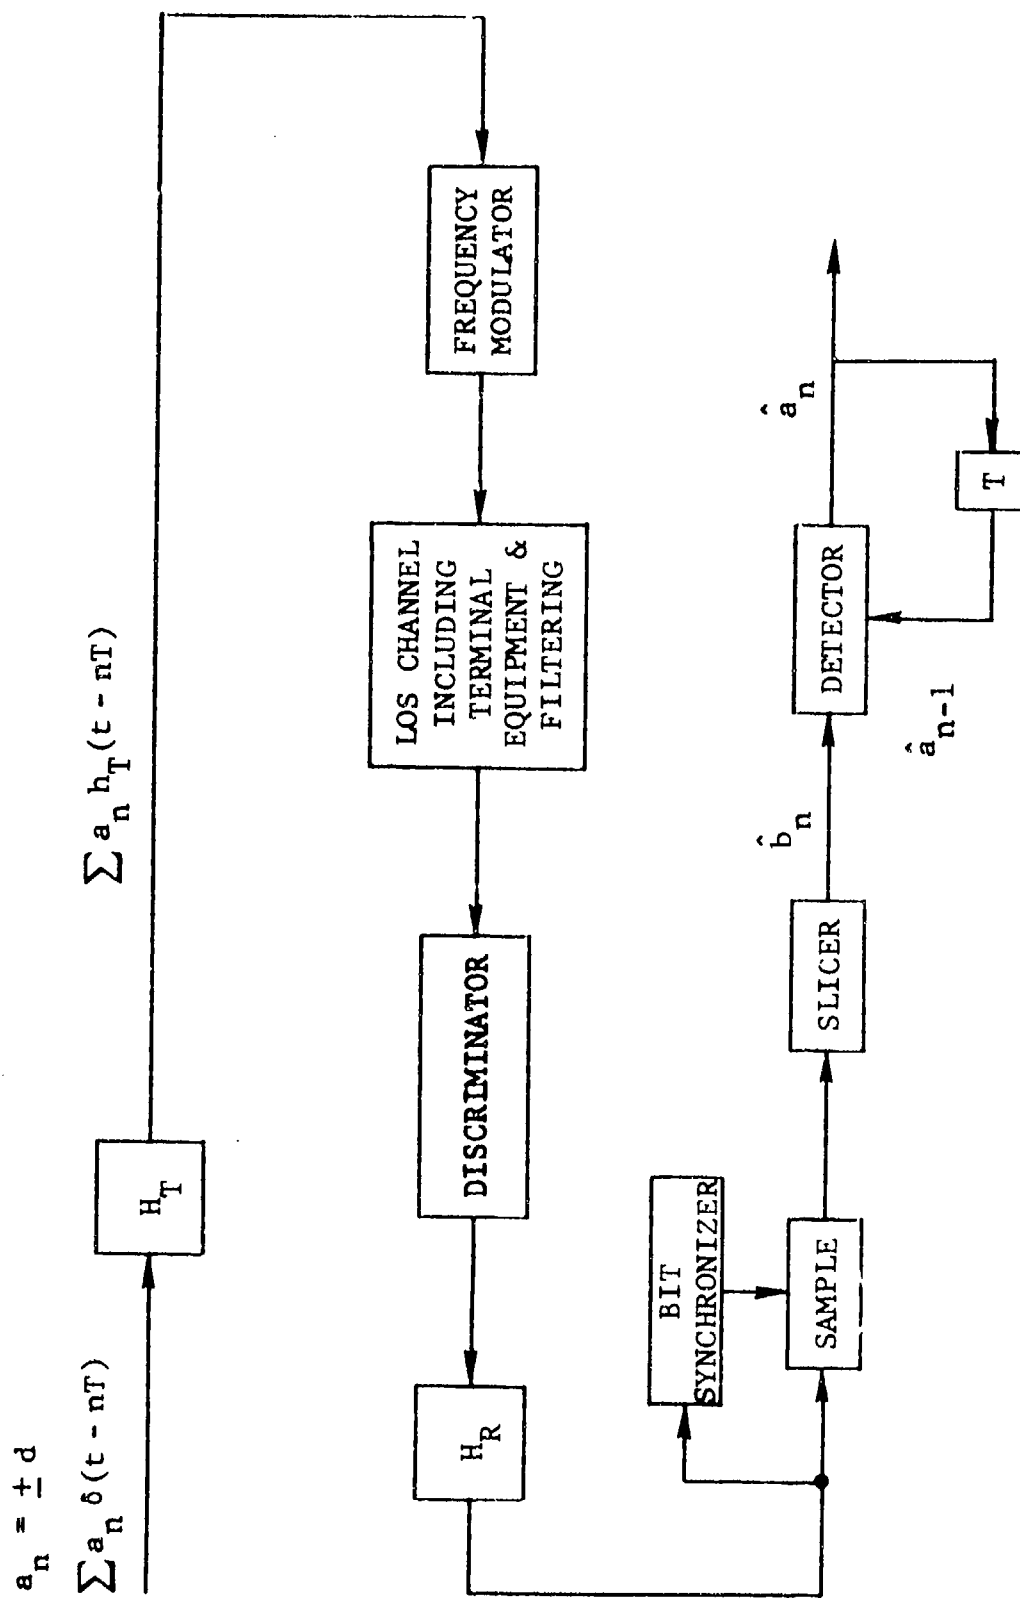 a_n = ± d
∑ a_n δ(t - nT)
H_T
∑ a_n h_T(t - nT)
FREQUENCY
MODULATOR
LOS CHANNEL
INCLUDING
TERMINAL
EQUIPMENT &
FILTERING
DISCRIMINATOR
H_R
BIT
SYNCHRONIZER
SAMPLE
SLICER
b̂_n
DETECTOR
â_n
T
â_{n-1}